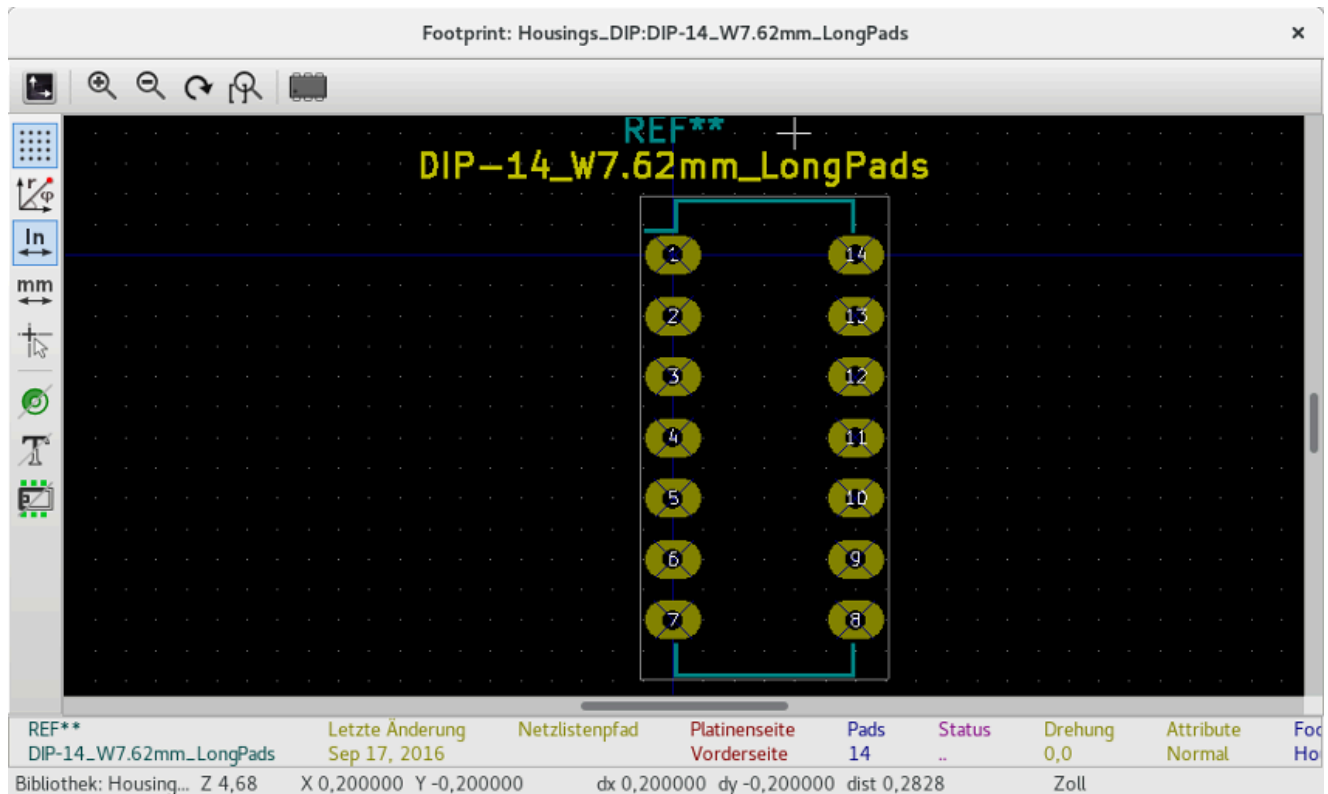 Footprint: Housings_DIP:DIP-14_W7.62mm_LongPads
×
REF**
DIP-14_W7.62mm_LongPads
In
mm
1 14
2 13
3 12
4 11
5 10
6 9
7 8
REF** Letzte Änderung Netzlistenpfad Platinenseite Pads Status Drehung Attribute
DIP-14_W7.62mm_LongPads Sep 17, 2016 Vorderseite 14 .. 0,0 Normal
Bibliothek: Housing... Z 4,68 X 0,200000 Y -0,200000 dx 0,200000 dy -0,200000 dist 0,2828 Zoll